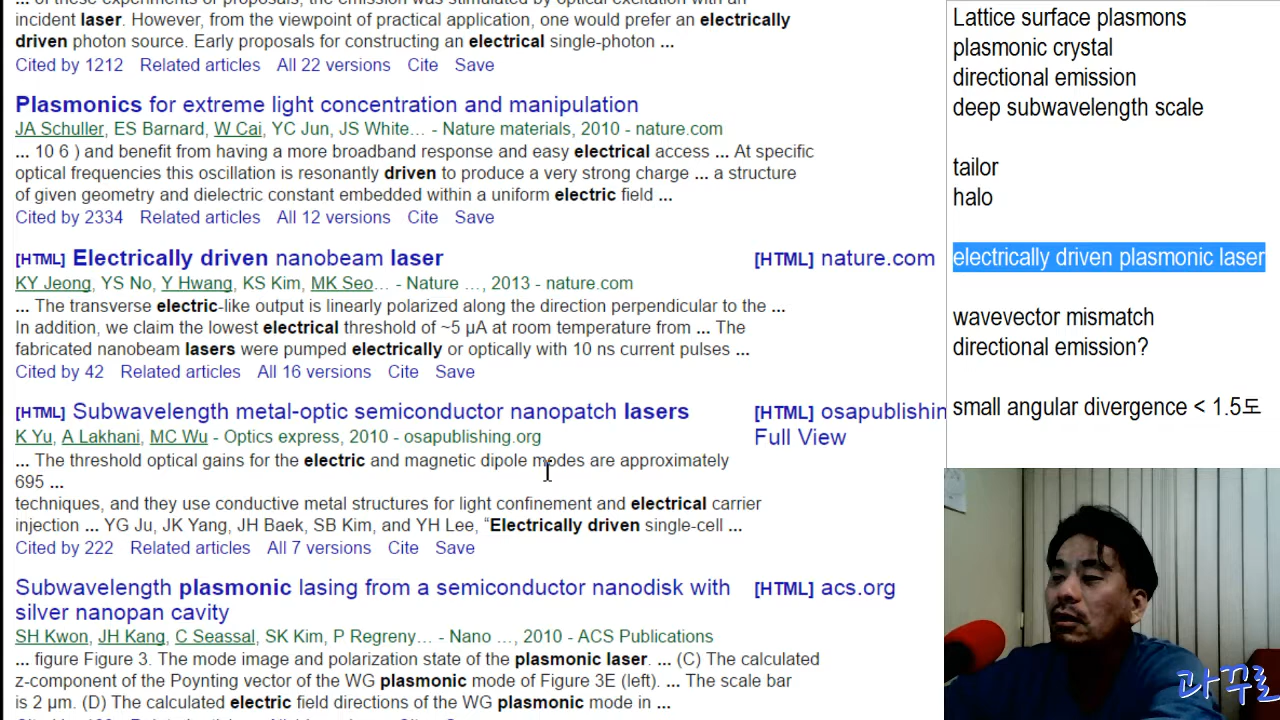 ... of these experiments or proposals, the emission was stimulated by optical excitation with an
incident laser. However, from the viewpoint of practical application, one would prefer an electrically
driven photon source. Early proposals for constructing an electrical single-photon ...
Cited by 1212 Related articles All 22 versions Cite Save
Plasmonics for extreme light concentration and manipulation
JA Schuller, ES Barnard, W Cai, YC Jun, JS White… - Nature materials, 2010 - nature.com
... 10 6 ) and benefit from having a more broadband response and easy electrical access ... At specific
optical frequencies this oscillation is resonantly driven to produce a very strong charge ... a structure
of given geometry and dielectric constant embedded within a uniform electric field ...
Cited by 2334 Related articles All 12 versions Cite Save
[HTML] Electrically driven nanobeam laser
[HTML] nature.com
KY Jeong, YS No, Y Hwang, KS Kim, MK Seo… - Nature …, 2013 - nature.com
... The transverse electric-like output is linearly polarized along the direction perpendicular to the ...
In addition, we claim the lowest electrical threshold of ~5 μA at room temperature from ... The
fabricated nanobeam lasers were pumped electrically or optically with 10 ns current pulses ...
Cited by 42 Related articles All 16 versions Cite Save
[HTML] Subwavelength metal-optic semiconductor nanopatch lasers
[HTML] osapublishin
Full View
K Yu, A Lakhani, MC Wu - Optics express, 2010 - osapublishing.org
... The threshold optical gains for the electric and magnetic dipole modes are approximately
695 ...
techniques, and they use conductive metal structures for light confinement and electrical carrier
injection ... YG Ju, JK Yang, JH Baek, SB Kim, and YH Lee, “Electrically driven single-cell ...
Cited by 222 Related articles All 7 versions Cite Save
Subwavelength plasmonic lasing from a semiconductor nanodisk with
silver nanopan cavity
[HTML] acs.org
SH Kwon, JH Kang, C Seassal, SK Kim, P Regreny… - Nano …, 2010 - ACS Publications
... figure Figure 3. The mode image and polarization state of the plasmonic laser. ... (C) The calculated
z-component of the Poynting vector of the WG plasmonic mode of Figure 3E (left). ... The scale bar
is 2 μm. (D) The calculated electric field directions of the WG plasmonic mode in ...
Lattice surface plasmons
plasmonic crystal
directional emission
deep subwavelength scale
tailor
halo
electrically driven plasmonic laser
wavevector mismatch
directional emission?
small angular divergence < 1.5도
과꾸로